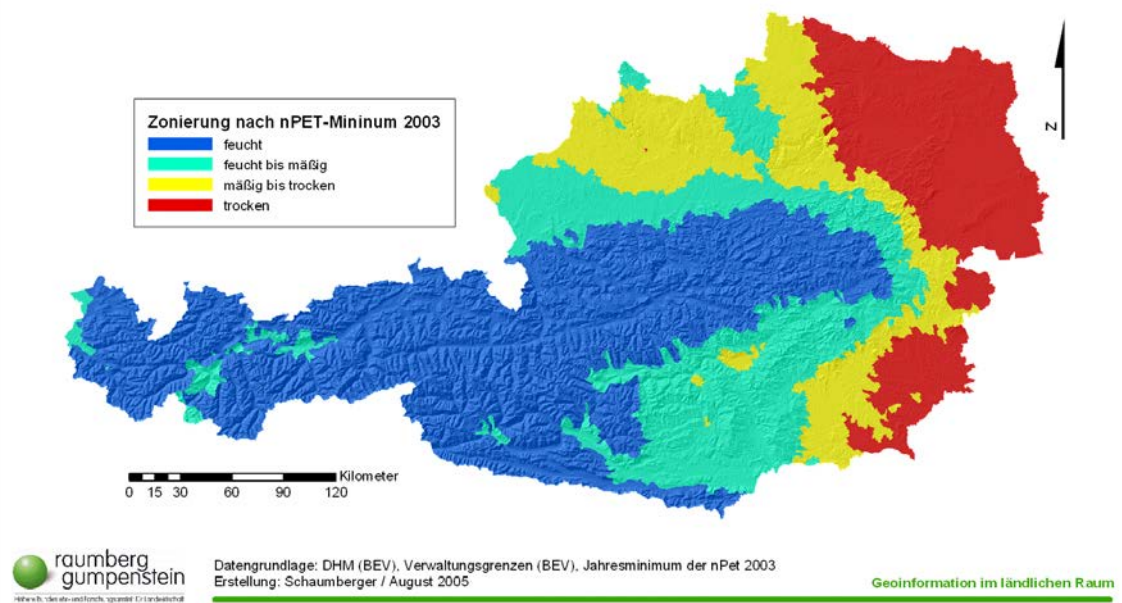 Zonierung nach nPET-Mininum 2003
feucht
feucht bis mäßig
mäßig bis trocken
trocken
N
Kilometer
0 15 30 60 90 120
raumberg
gumpenstein
Datengrundlage: DHM (BEV), Verwaltungsgrenzen (BEV), Jahresminimum der nPet 2003
Erstellung: Schaumberger / August 2005
Geoinformation im ländlichen Raum